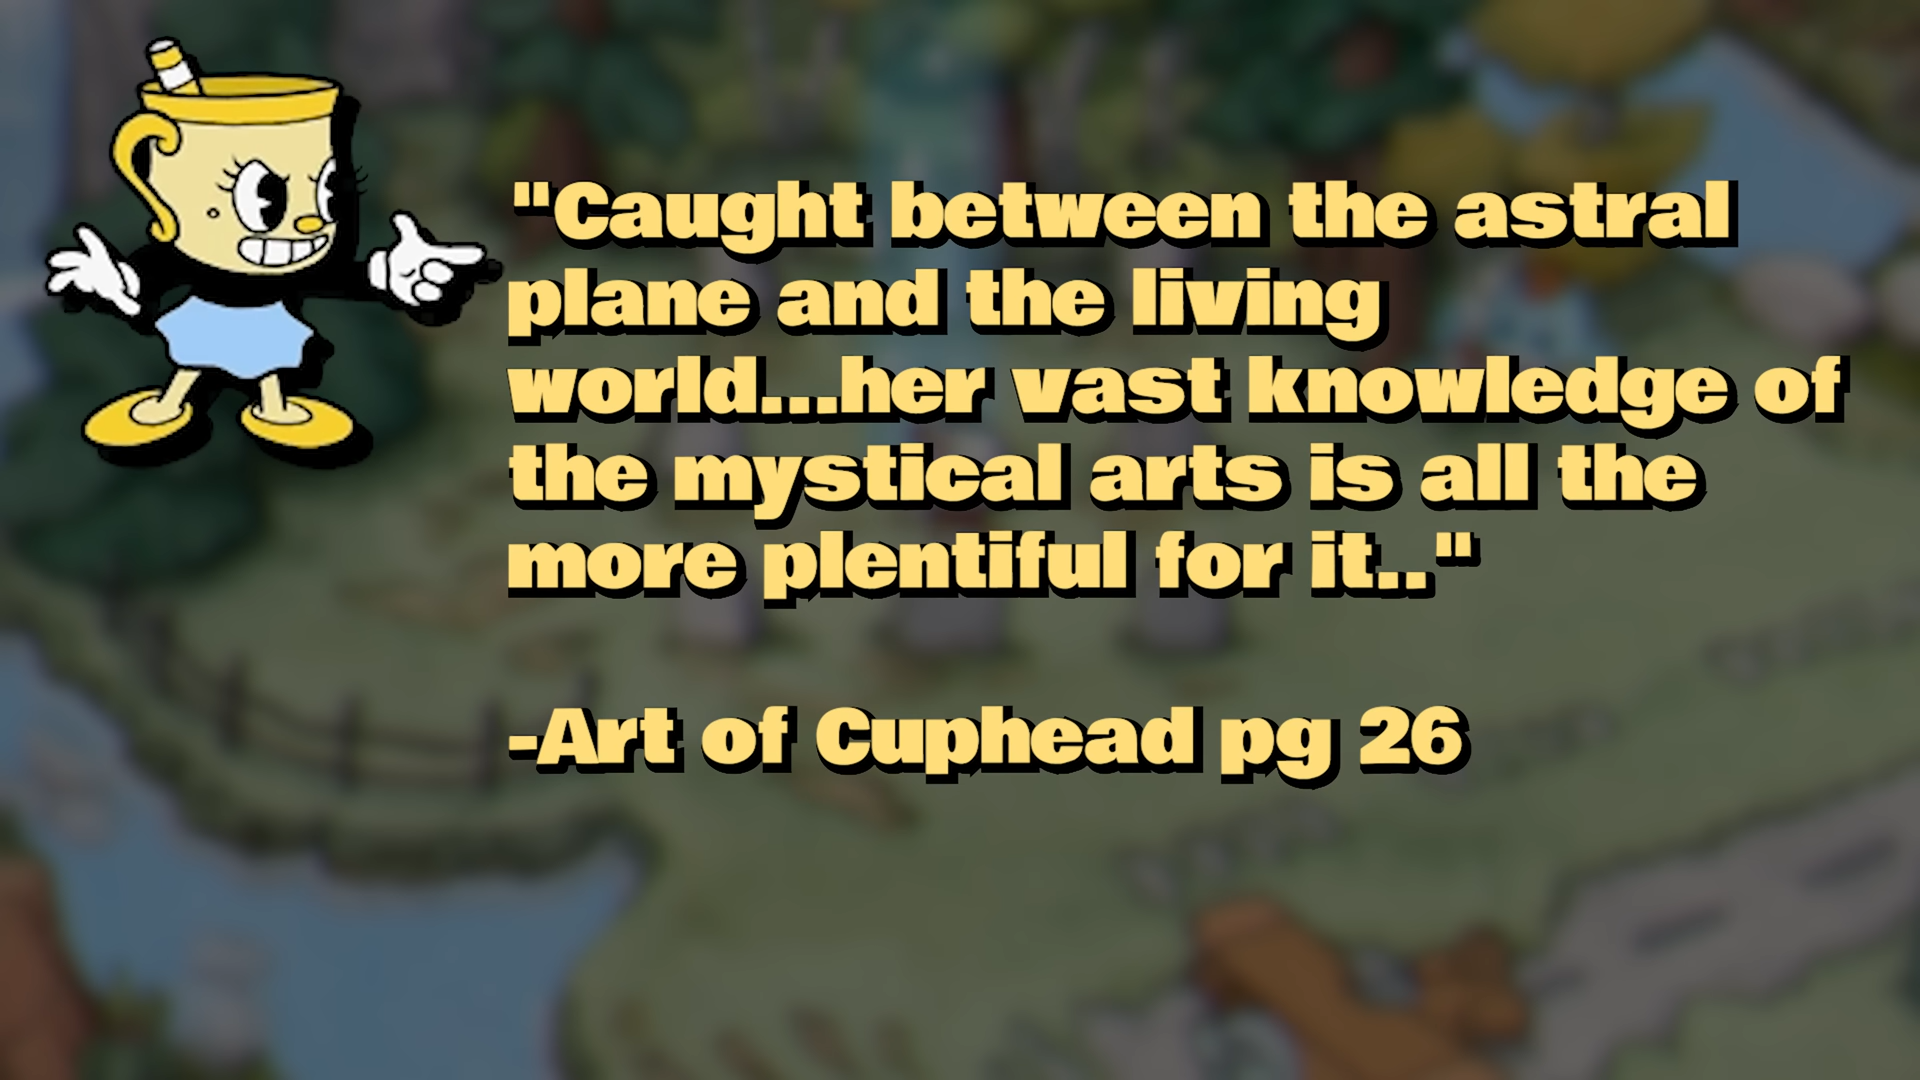 "Caught between the astral
plane and the living
world...her vast knowledge of
the mystical arts is all the
more plentiful for it.."
-Art of Cuphead pg 26